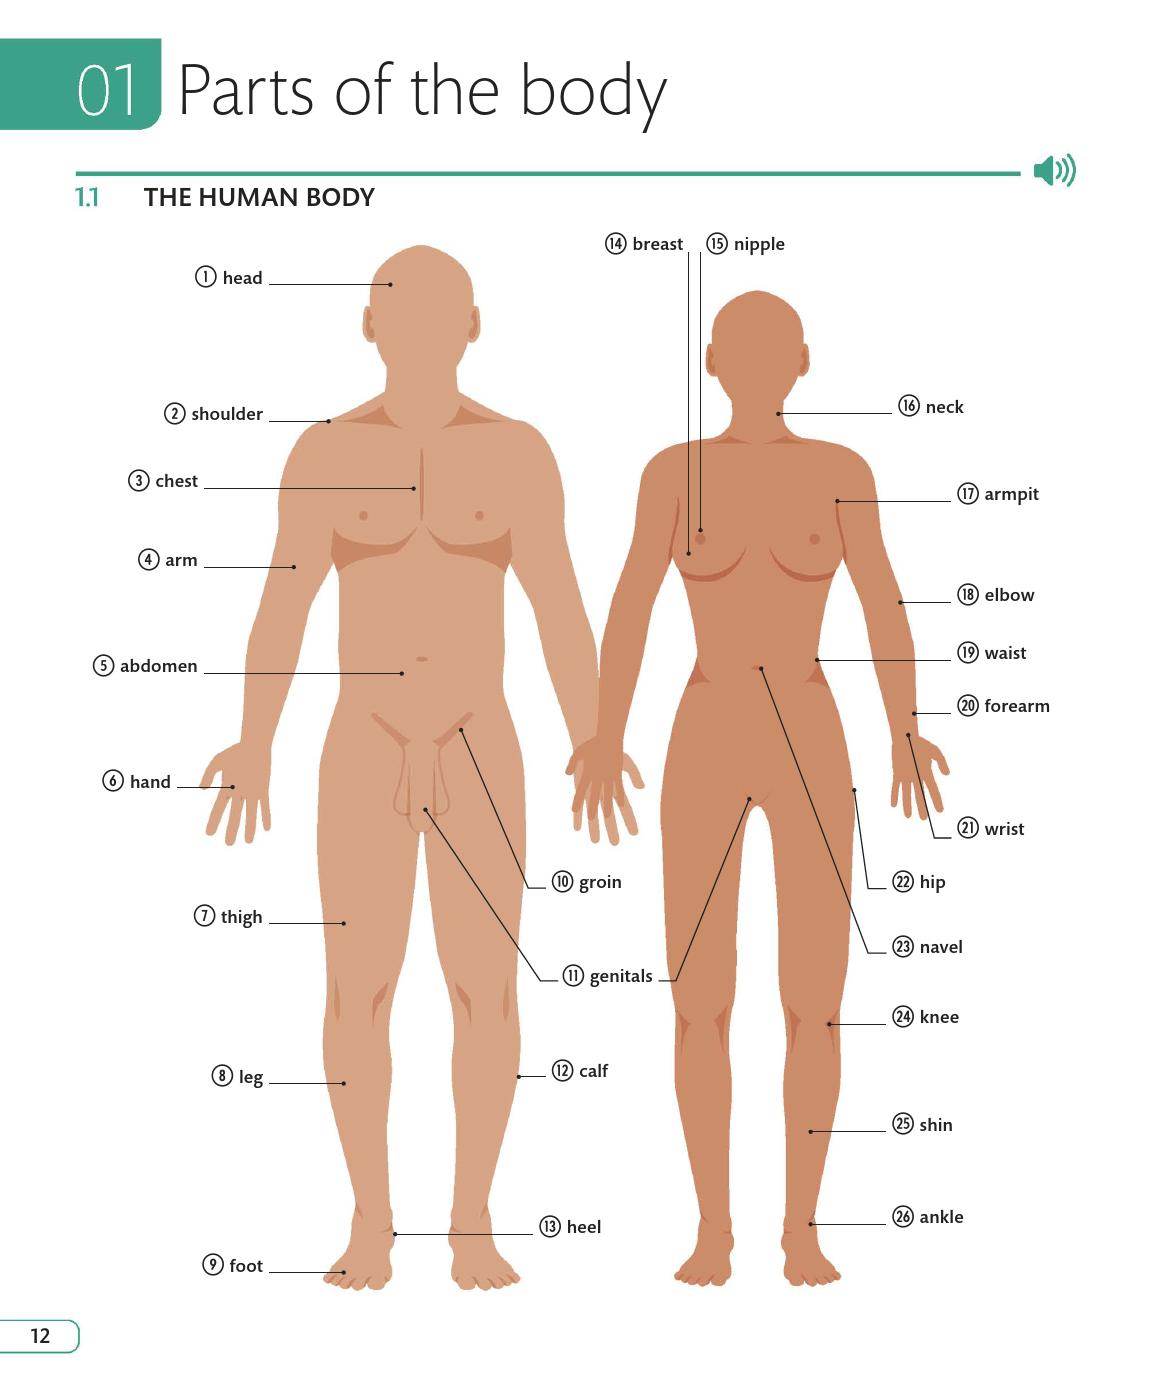 01 Parts of the body
1.1 THE HUMAN BODY
1 head
2 shoulder
3 chest
4 arm
5 abdomen
6 hand
7 thigh
8 leg
9 foot
10 groin
11 genitals
12 calf
13 heel
14 breast
15 nipple
16 neck
17 armpit
18 elbow
19 waist
20 forearm
21 wrist
22 hip
23 navel
24 knee
25 shin
26 ankle
12